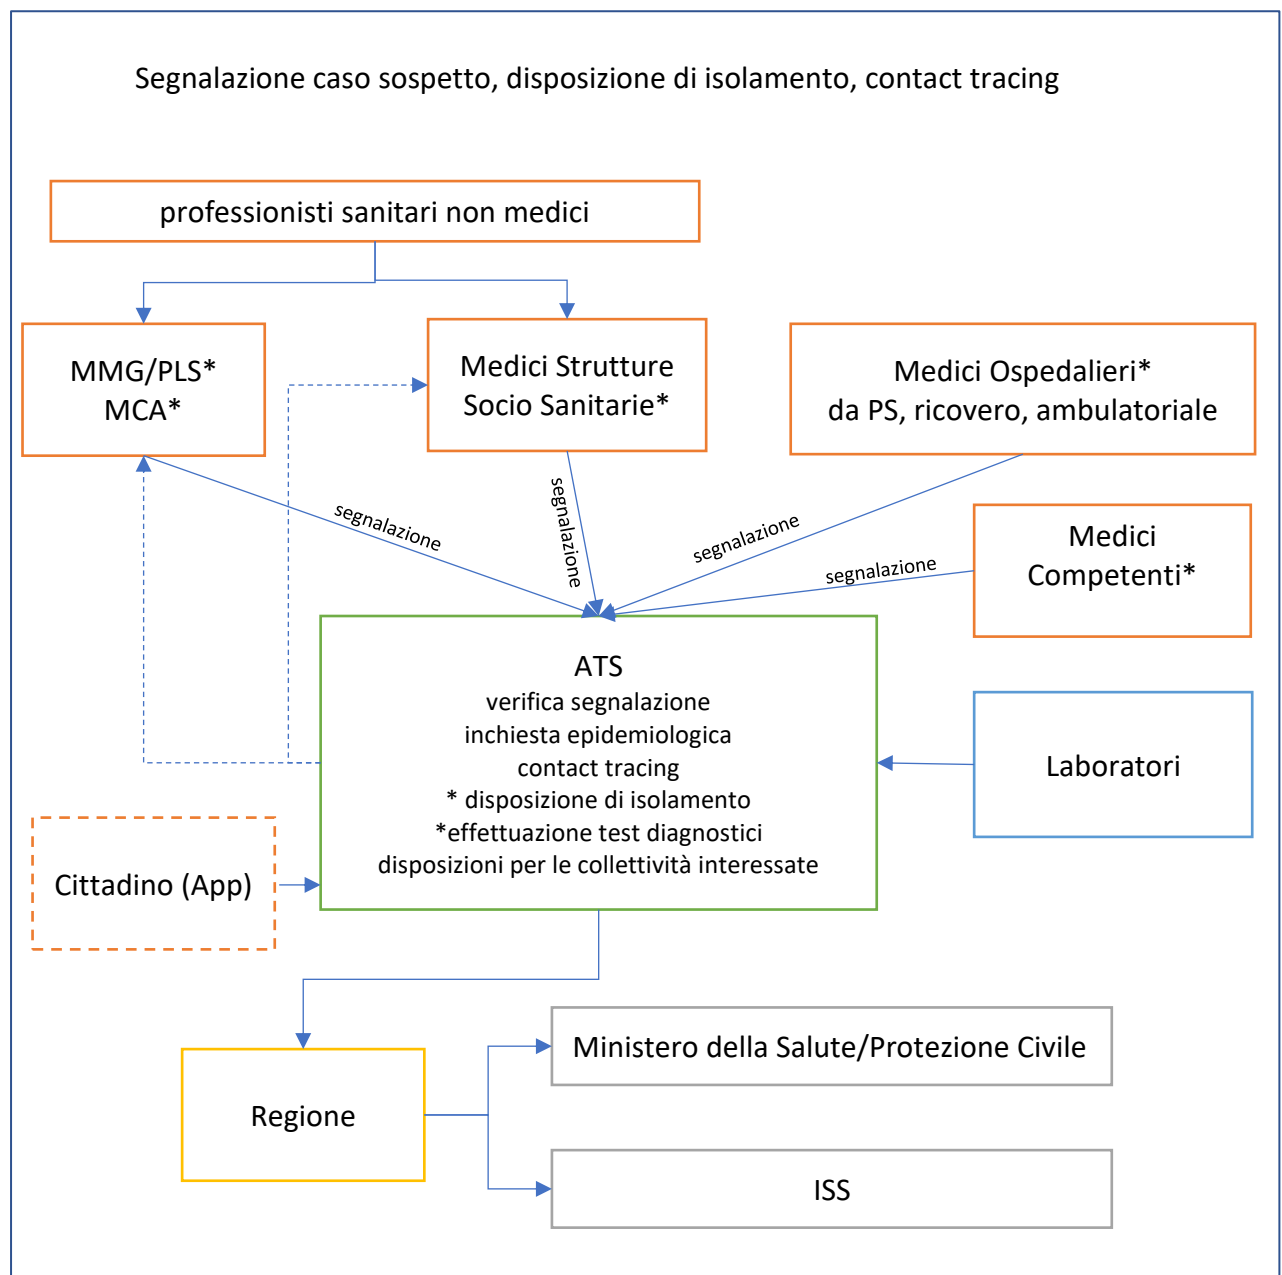 Segnalazione caso sospetto, disposizione di isolamento, contact tracing
professionisti sanitari non medici
MMG/PLS*
MCA*
Medici Strutture
Socio Sanitarie*
Medici Ospedalieri*
da PS, ricovero, ambulatoriale
segnalazione
segnalazione
segnalazione
segnalazione
Medici
Competenti*
ATS
verifica segnalazione
inchiesta epidemiologica
contact tracing
* disposizione di isolamento
*effettuazione test diagnostici
disposizioni per le collettività interessate
Laboratori
Cittadino (App)
Regione
Ministero della Salute/Protezione Civile
ISS